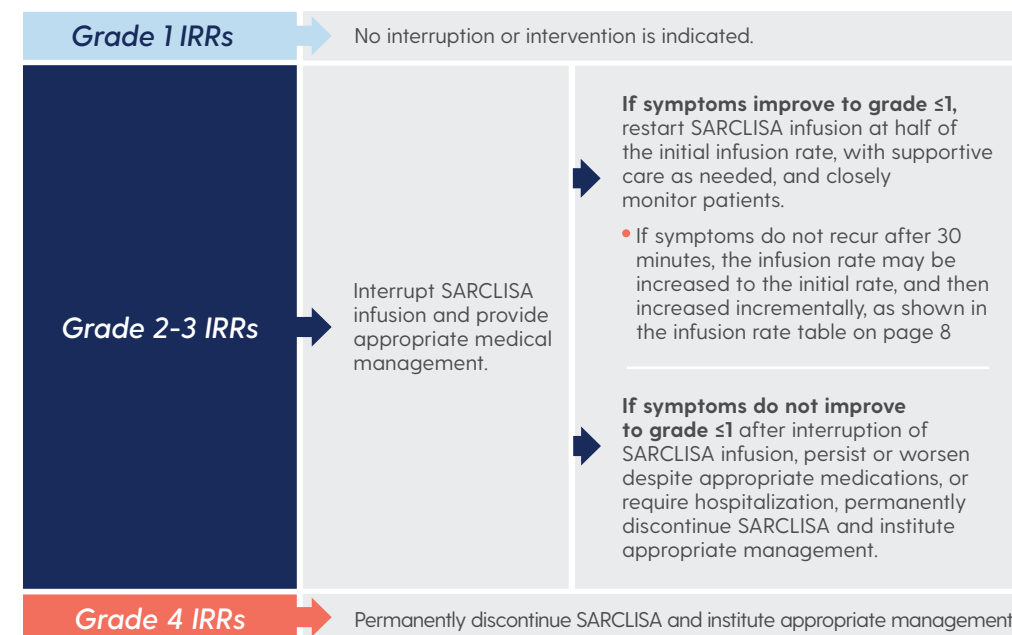 Grade 1 IRRs
No interruption or intervention is indicated.
Grade 2-3 IRRs
Interrupt SARCLISA
infusion and provide
appropriate medical
management.
If symptoms improve to grade ≤1,
restart SARCLISA infusion at half of
the initial infusion rate, with supportive
care as needed, and closely
monitor patients.
• If symptoms do not recur after 30
minutes, the infusion rate may be
increased to the initial rate, and then
increased incrementally, as shown in
the infusion rate table on page 8
If symptoms do not improve
to grade ≤1 after interruption of
SARCLISA infusion, persist or worsen
despite appropriate medications, or
require hospitalization, permanently
discontinue SARCLISA and institute
appropriate management.
Grade 4 IRRs
Permanently discontinue SARCLISA and institute appropriate management